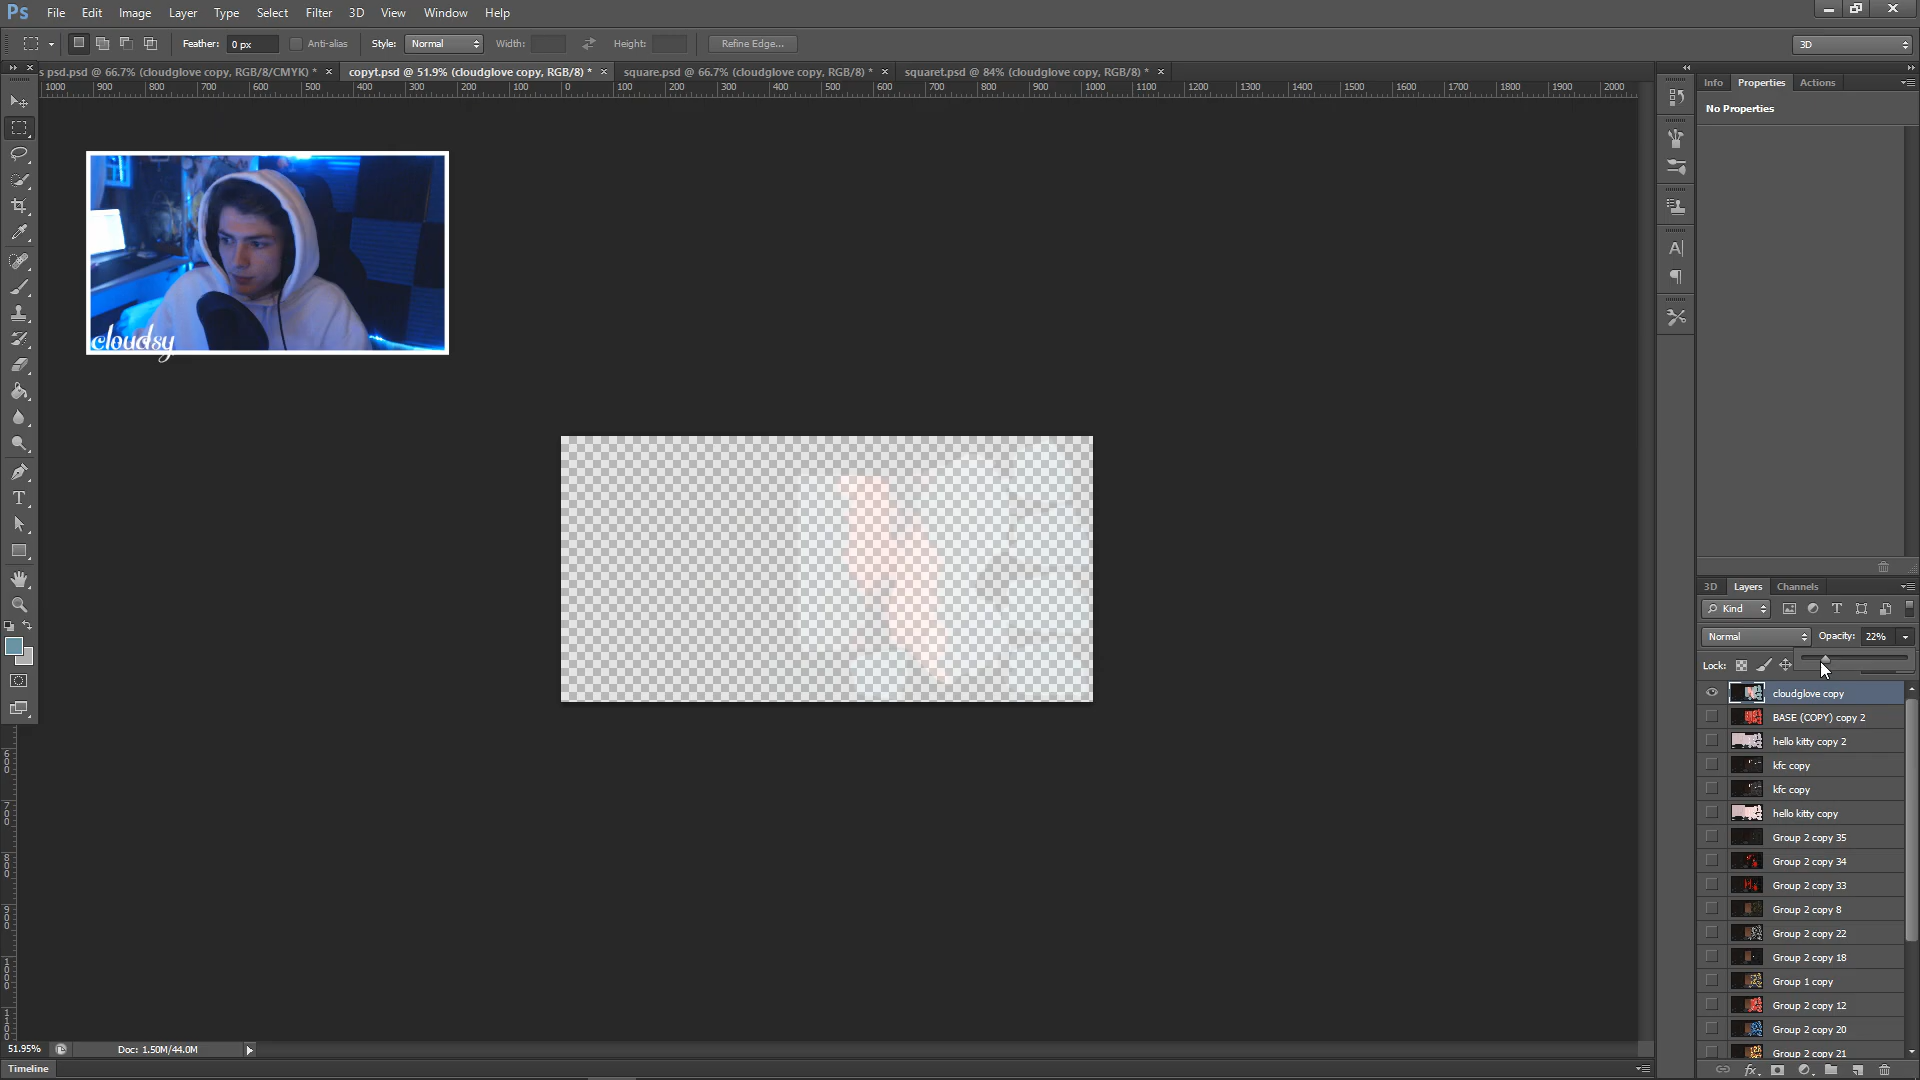 Ps File Edit Image Layer Type Select Filter 3D View Window Help
Feather: 0 px Anti-alias Style: Normal Width: Height: Refine Edge... 3D
s psd.psd @ 66.7% (cloudglove copy, RGB/8/CMYK) * × copyt.psd @ 51.9% (cloudglove copy, RGB/8) * × square.psd @ 66.7% (cloudglove copy, RGB/8) * × squaret.psd @ 84% (cloudglove copy, RGB/8) * ×
1000 900 800 700 600 500 400 300 200 100 0 100 200 300 400 500 600 700 800 900 1000 1100 1200 1300 1400 1500 1600 1700 1800 1900 2000
Info Properties Actions
No Properties
cloudsy
3D Layers Channels
Kind
Normal Opacity: 22%
Lock:
cloudglove copy
BASE (COPY) copy 2
hello kitty copy 2
kfc copy
kfc copy
hello kitty copy
Group 2 copy 35
Group 2 copy 34
Group 2 copy 33
Group 2 copy 8
Group 2 copy 22
Group 2 copy 18
Group 1 copy
Group 2 copy 12
Group 2 copy 20
Group 2 copy 21
600
700
800
900
1000
1100
51.95% Doc: 1.50M/44.0M
Timeline